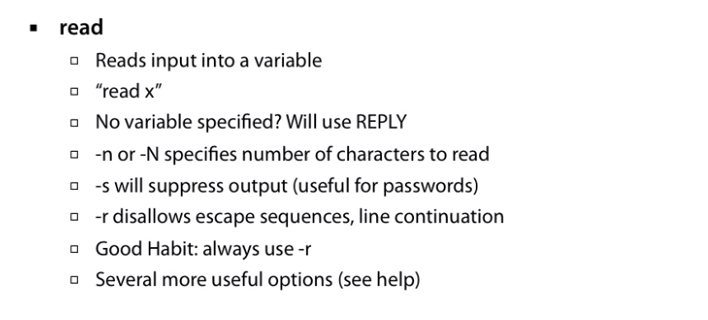 ▪ read
▫ Reads input into a variable
▫ “read x”
▫ No variable specified? Will use REPLY
▫ -n or -N specifies number of characters to read
▫ -s will suppress output (useful for passwords)
▫ -r disallows escape sequences, line continuation
▫ Good Habit: always use -r
▫ Several more useful options (see help)